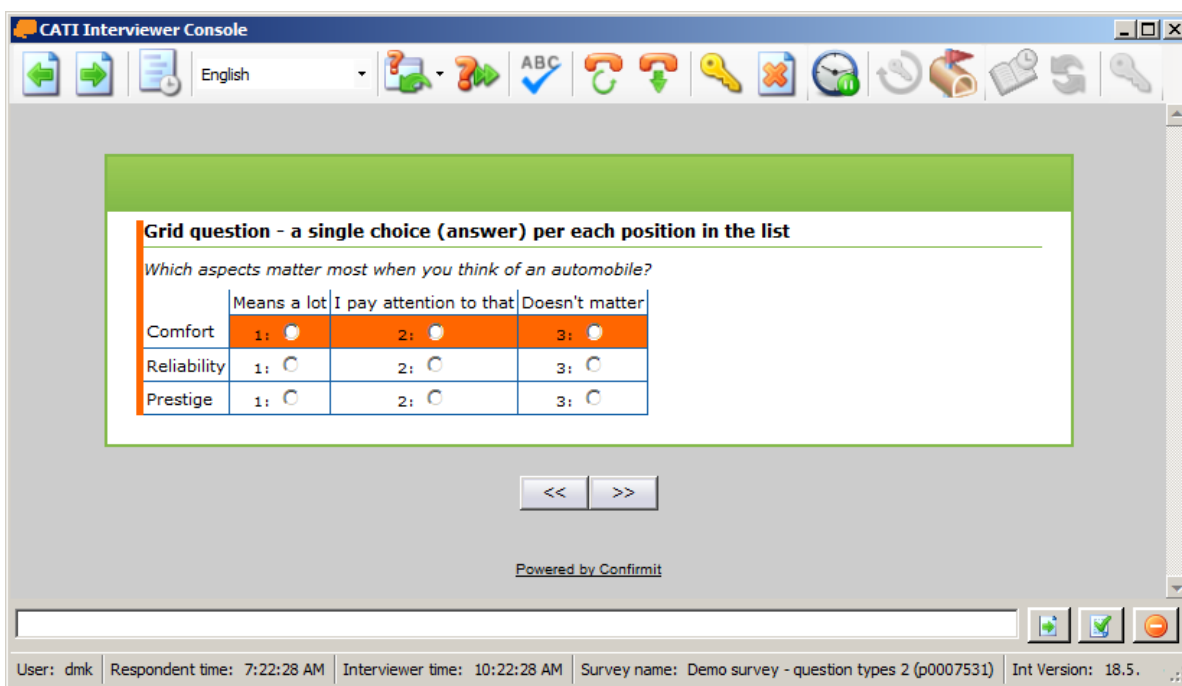 CATI Interviewer Console
English
ABC
Grid question - a single choice (answer) per each position in the list
Which aspects matter most when you think of an automobile?
Means a lot I pay attention to that Doesn't matter
Comfort 1: 2: 3:
Reliability 1: 2: 3:
Prestige 1: 2: 3:
<< >>
Powered by Confirmit
User: dmk Respondent time: 7:22:28 AM Interviewer time: 10:22:28 AM Survey name: Demo survey - question types 2 (p0007531) Int Version: 18.5.